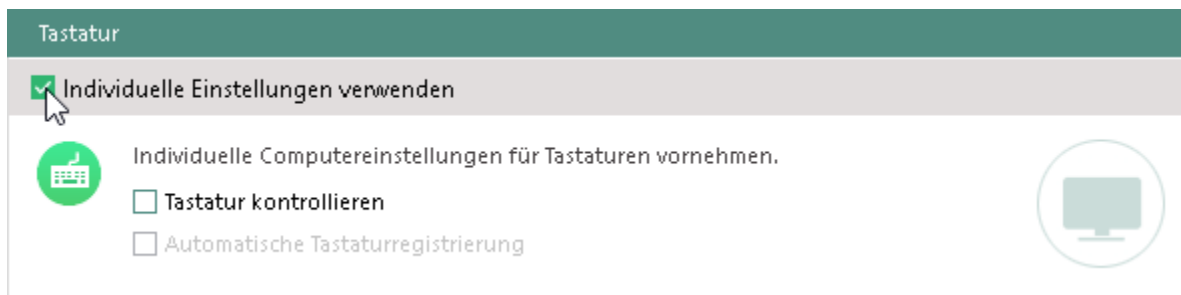 Tastatur
Individuelle Einstellungen verwenden
Individuelle Computereinstellungen für Tastaturen vornehmen.
Tastatur kontrollieren
Automatische Tastaturregistrierung